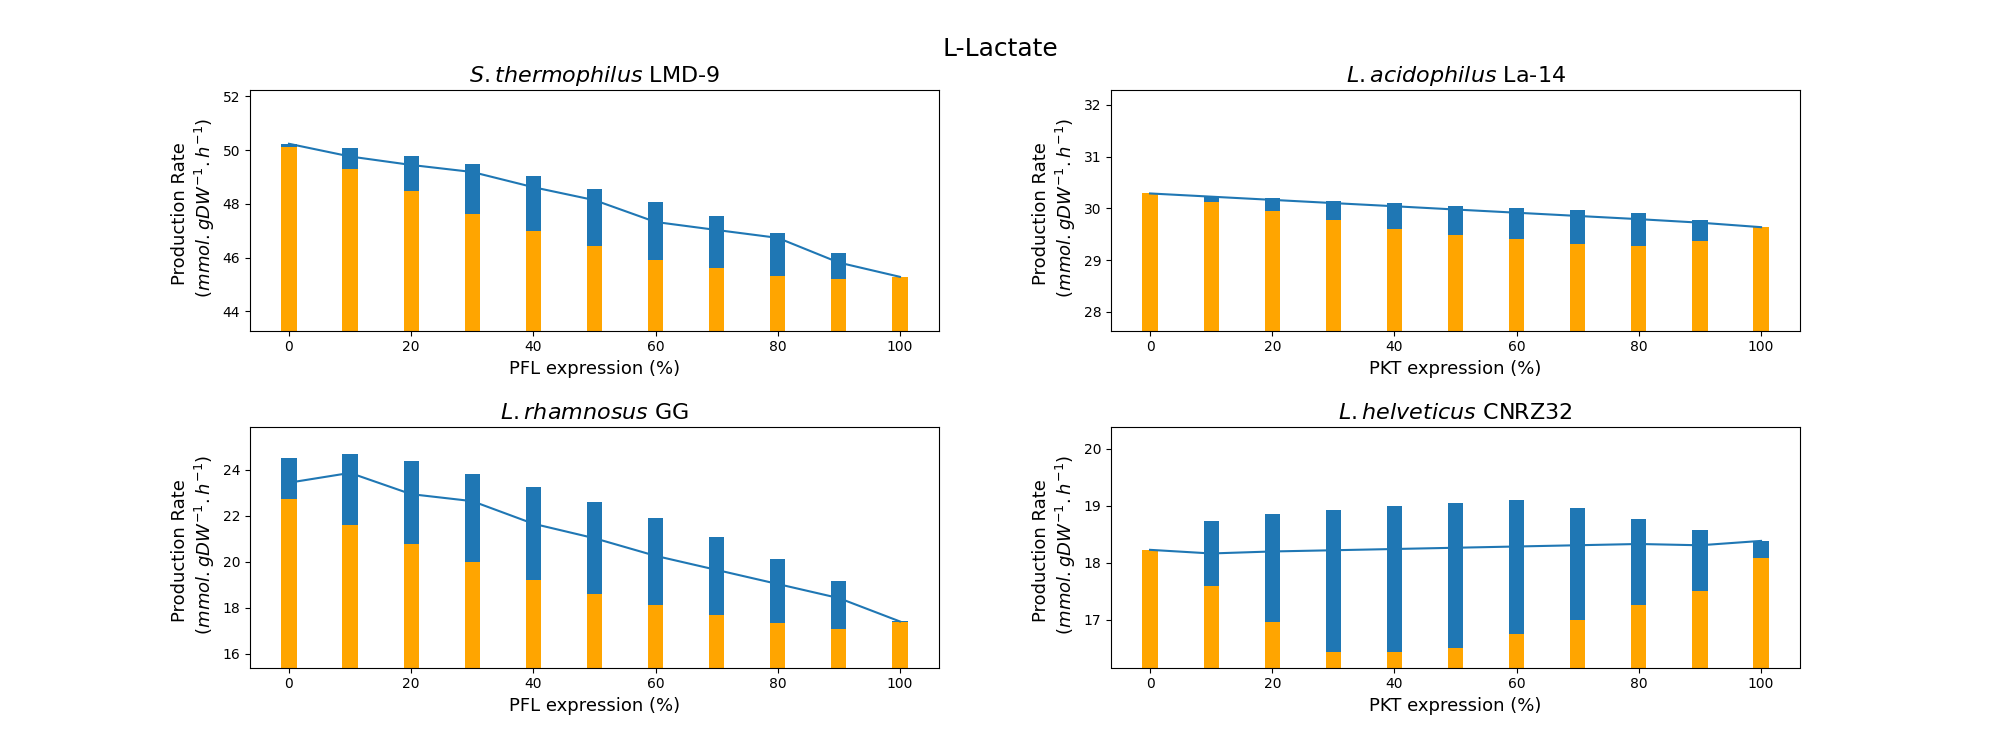 L-Lactate
S. thermophilus LMD-9
Production Rate
(mmol. gDW⁻¹. h⁻¹)
52
50
48
46
44
0 20 40 60 80 100
PFL expression (%)
L. acidophilus La-14
Production Rate
(mmol. gDW⁻¹. h⁻¹)
32
31
30
29
28
0 20 40 60 80 100
PKT expression (%)
L. rhamnosus GG
Production Rate
(mmol. gDW⁻¹. h⁻¹)
24
22
20
18
16
0 20 40 60 80 100
PFL expression (%)
L. helveticus CNRZ32
Production Rate
(mmol. gDW⁻¹. h⁻¹)
20
19
18
17
0 20 40 60 80 100
PKT expression (%)